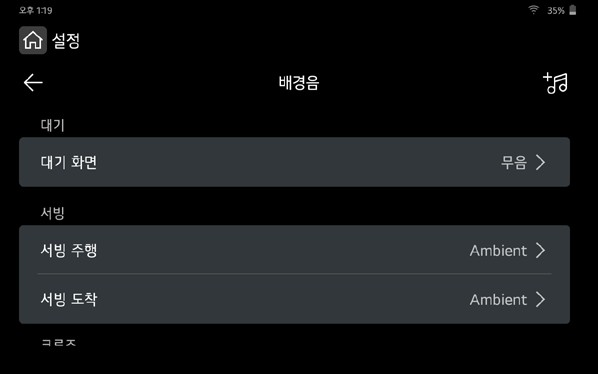 오후 1:19 35%
설정
배경음
대기
대기 화면 무음
서빙
서빙 주행 Ambient
서빙 도착 Ambient